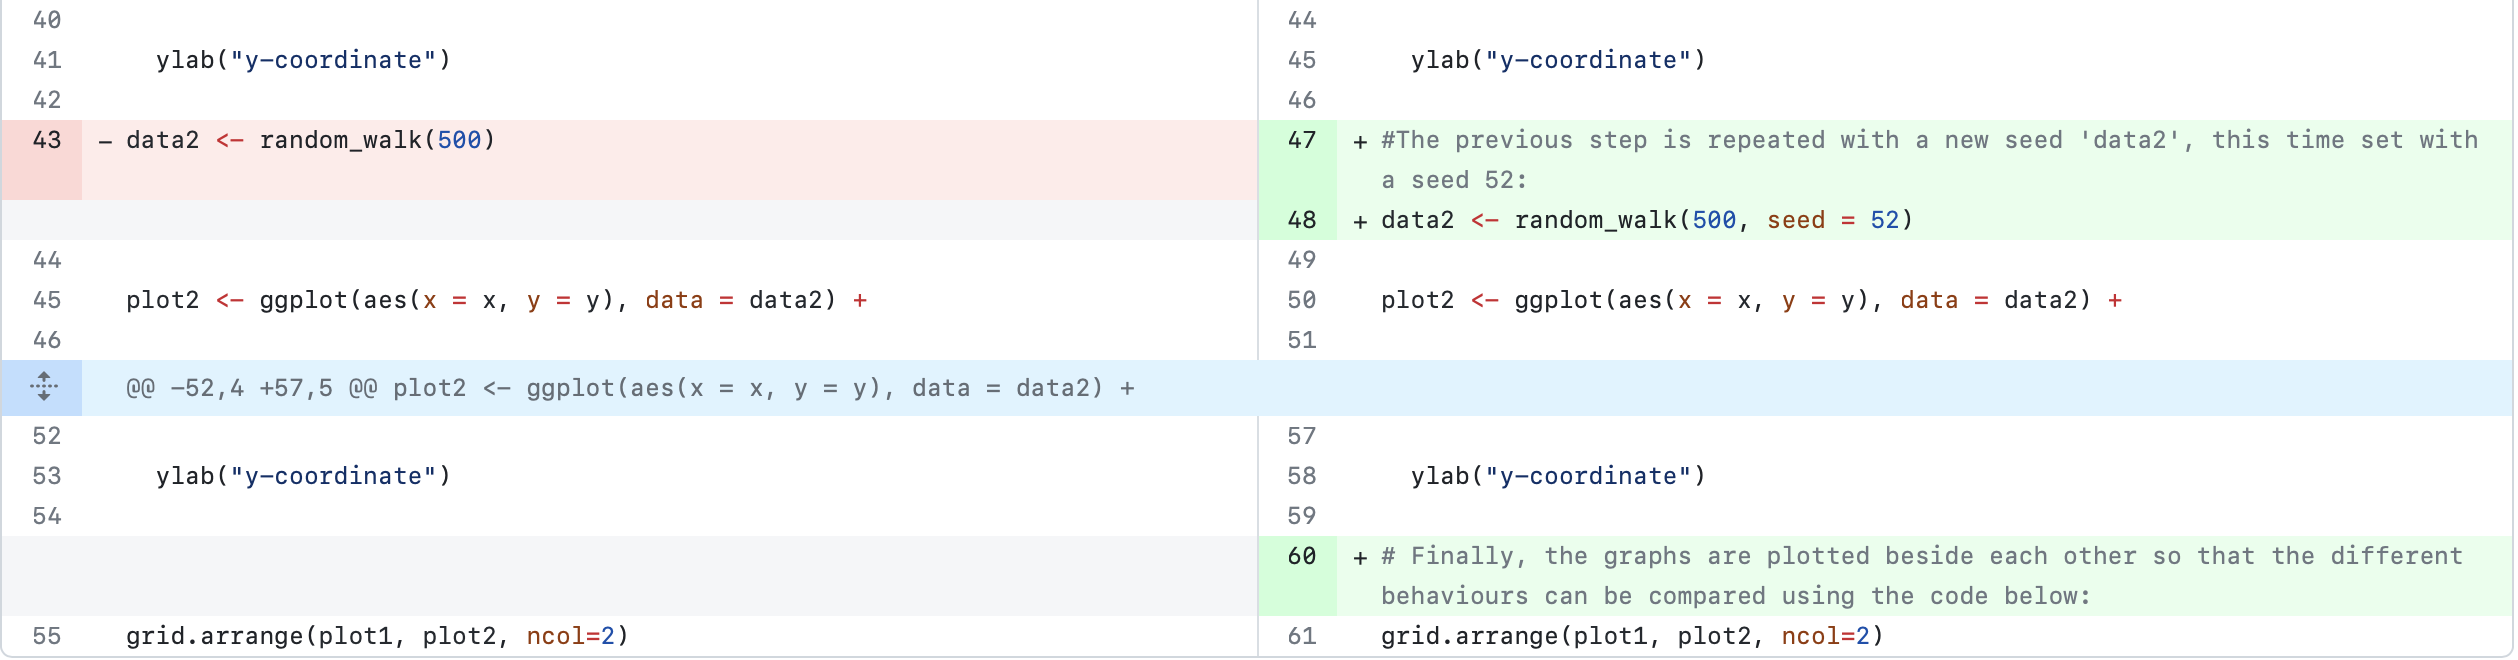 40
44
41 ylab("y-coordinate")
45 ylab("y-coordinate")
42
46
43 - data2 <- random_walk(500)
47 + #The previous step is repeated with a new seed 'data2', this time set with
a seed 52:
48 + data2 <- random_walk(500, seed = 52)
44
49
45 plot2 <- ggplot(aes(x = x, y = y), data = data2) +
50 plot2 <- ggplot(aes(x = x, y = y), data = data2) +
46
51
@@ -52,4 +57,5 @@ plot2 <- ggplot(aes(x = x, y = y), data = data2) +
52
57
53 ylab("y-coordinate")
58 ylab("y-coordinate")
54
59
60 + # Finally, the graphs are plotted beside each other so that the different
behaviours can be compared using the code below:
55 grid.arrange(plot1, plot2, ncol=2)
61 grid.arrange(plot1, plot2, ncol=2)